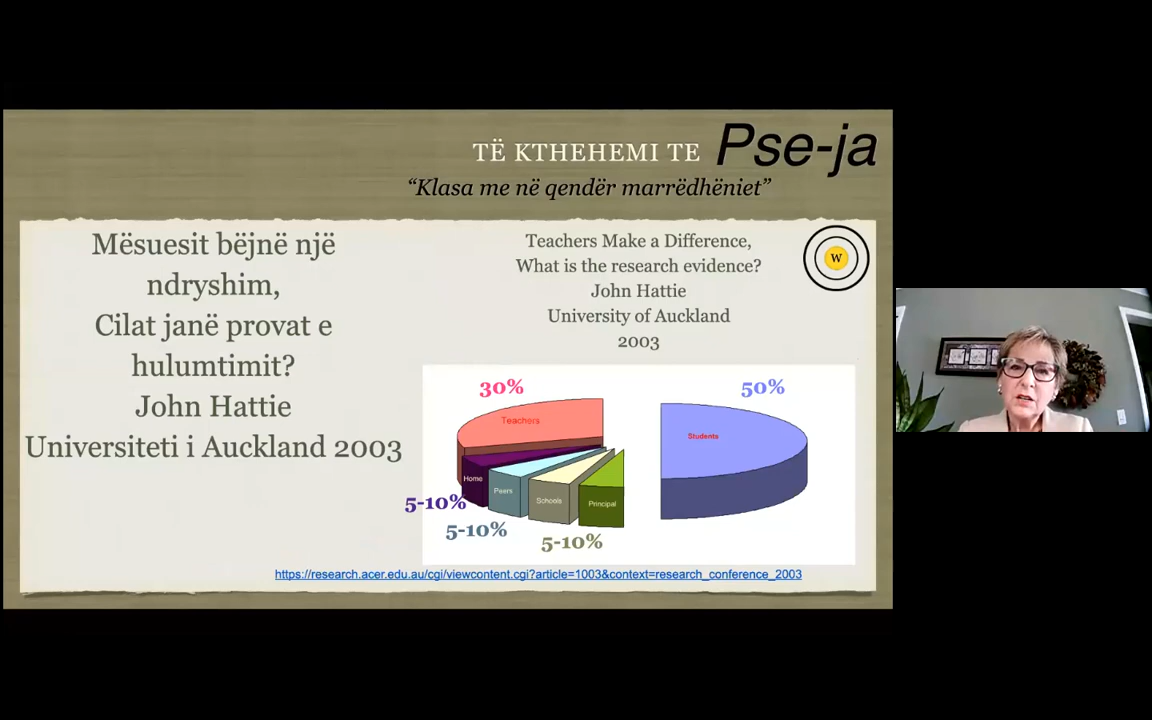 TË KTHEHEMI TE Pse-ja
“Klasa me në qendër marrëdhëniet”
Mësuesit bëjnë një
ndryshim,
Cilat janë provat e
hulumtimit?
John Hattie
Universiteti i Auckland 2003
Teachers Make a Difference,
What is the research evidence?
John Hattie
University of Auckland
2003
W
30%
50%
Teachers
Students
Home
Peers
Schools
Principal
5-10%
5-10%
5-10%
https://research.acer.edu.au/cgi/viewcontent.cgi?article=1003&context=research_conference_2003